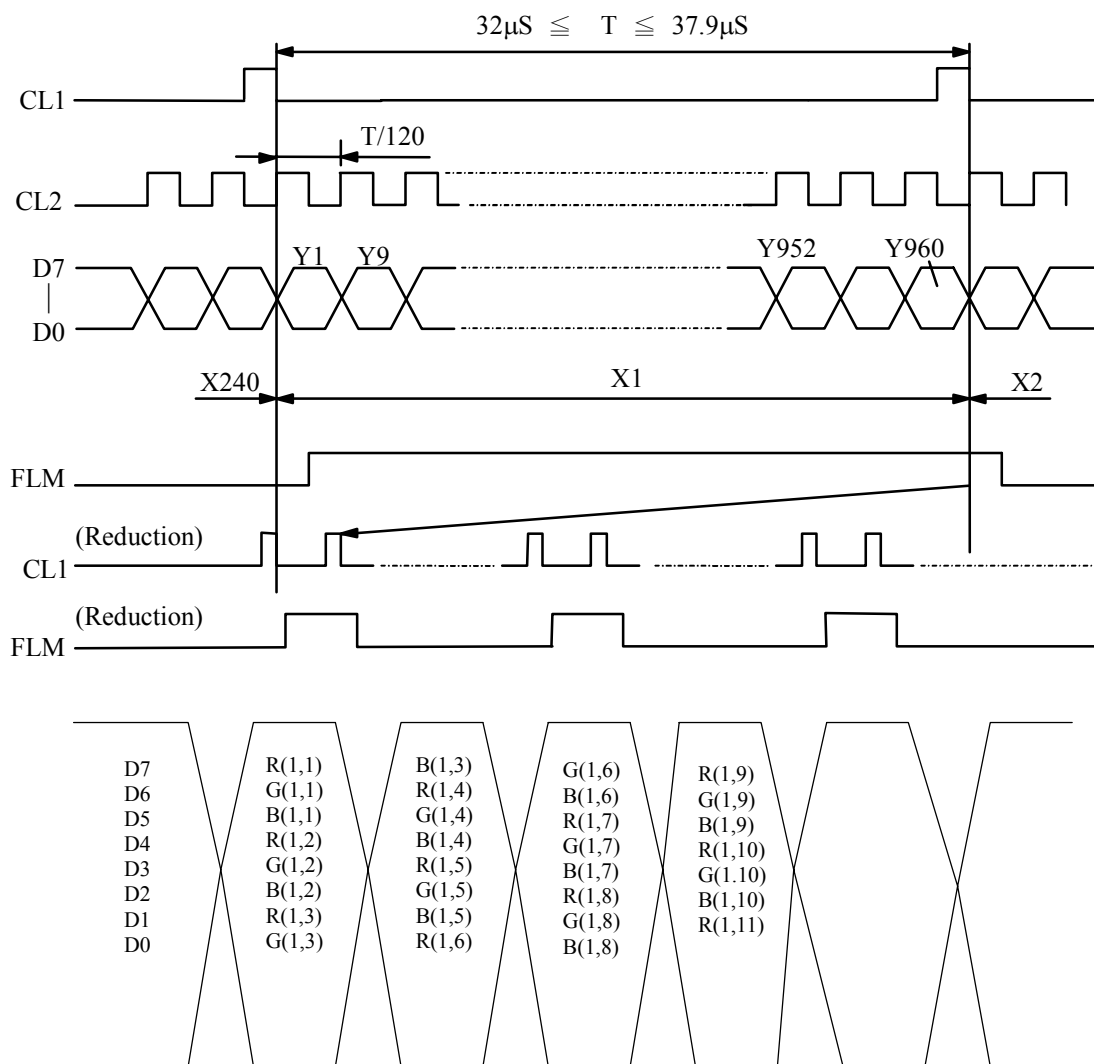 32μS ≦ T ≦ 37.9μS
CL1
T/120
CL2
D7
|
D0
Y1 Y9 Y952 Y960
X240 X1 X2
FLM
(Reduction)
CL1
(Reduction)
FLM
D7 R(1,1) B(1,3) G(1,6) R(1,9)
D6 G(1,1) R(1,4) B(1,6) G(1,9)
D5 B(1,1) G(1,4) R(1,7) B(1,9)
D4 R(1,2) B(1,4) G(1,7) R(1,10)
D3 G(1,2) R(1,5) B(1,7) G(1.10)
D2 B(1,2) G(1,5) R(1,8) B(1,10)
D1 R(1,3) B(1,5) G(1,8) R(1,11)
D0 G(1,3) R(1,6) B(1,8)